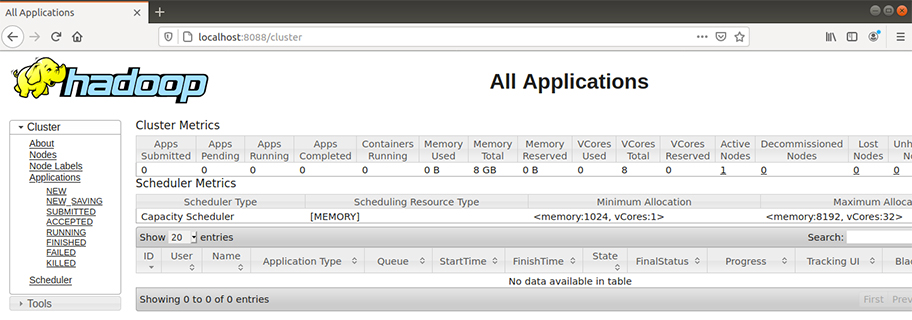 All Applications
localhost:8088/cluster
hadoop
All Applications
Cluster
About
Nodes
Node Labels
Applications
NEW
NEW_SAVING
SUBMITTED
ACCEPTED
RUNNING
FINISHED
FAILED
KILLED
Scheduler
Tools
Cluster Metrics
Apps Submitted Apps Pending Apps Running Apps Completed Containers Running Memory Used Memory Total Memory Reserved VCores Used VCores Total VCores Reserved Active Nodes Decommissioned Nodes Lost Nodes Unh Nodes
0 0 0 0 0 0 B 8 GB 0 B 0 8 0 1 0 0 0
Scheduler Metrics
Scheduler Type Scheduling Resource Type Minimum Allocation Maximum Alloca
Capacity Scheduler [MEMORY] <memory:1024, vCores:1> <memory:8192, vCores:32>
Show 20 entries Search:
ID User Name Application Type Queue StartTime FinishTime State FinalStatus Progress Tracking UI Blac
No data available in table
Showing 0 to 0 of 0 entries First Prev